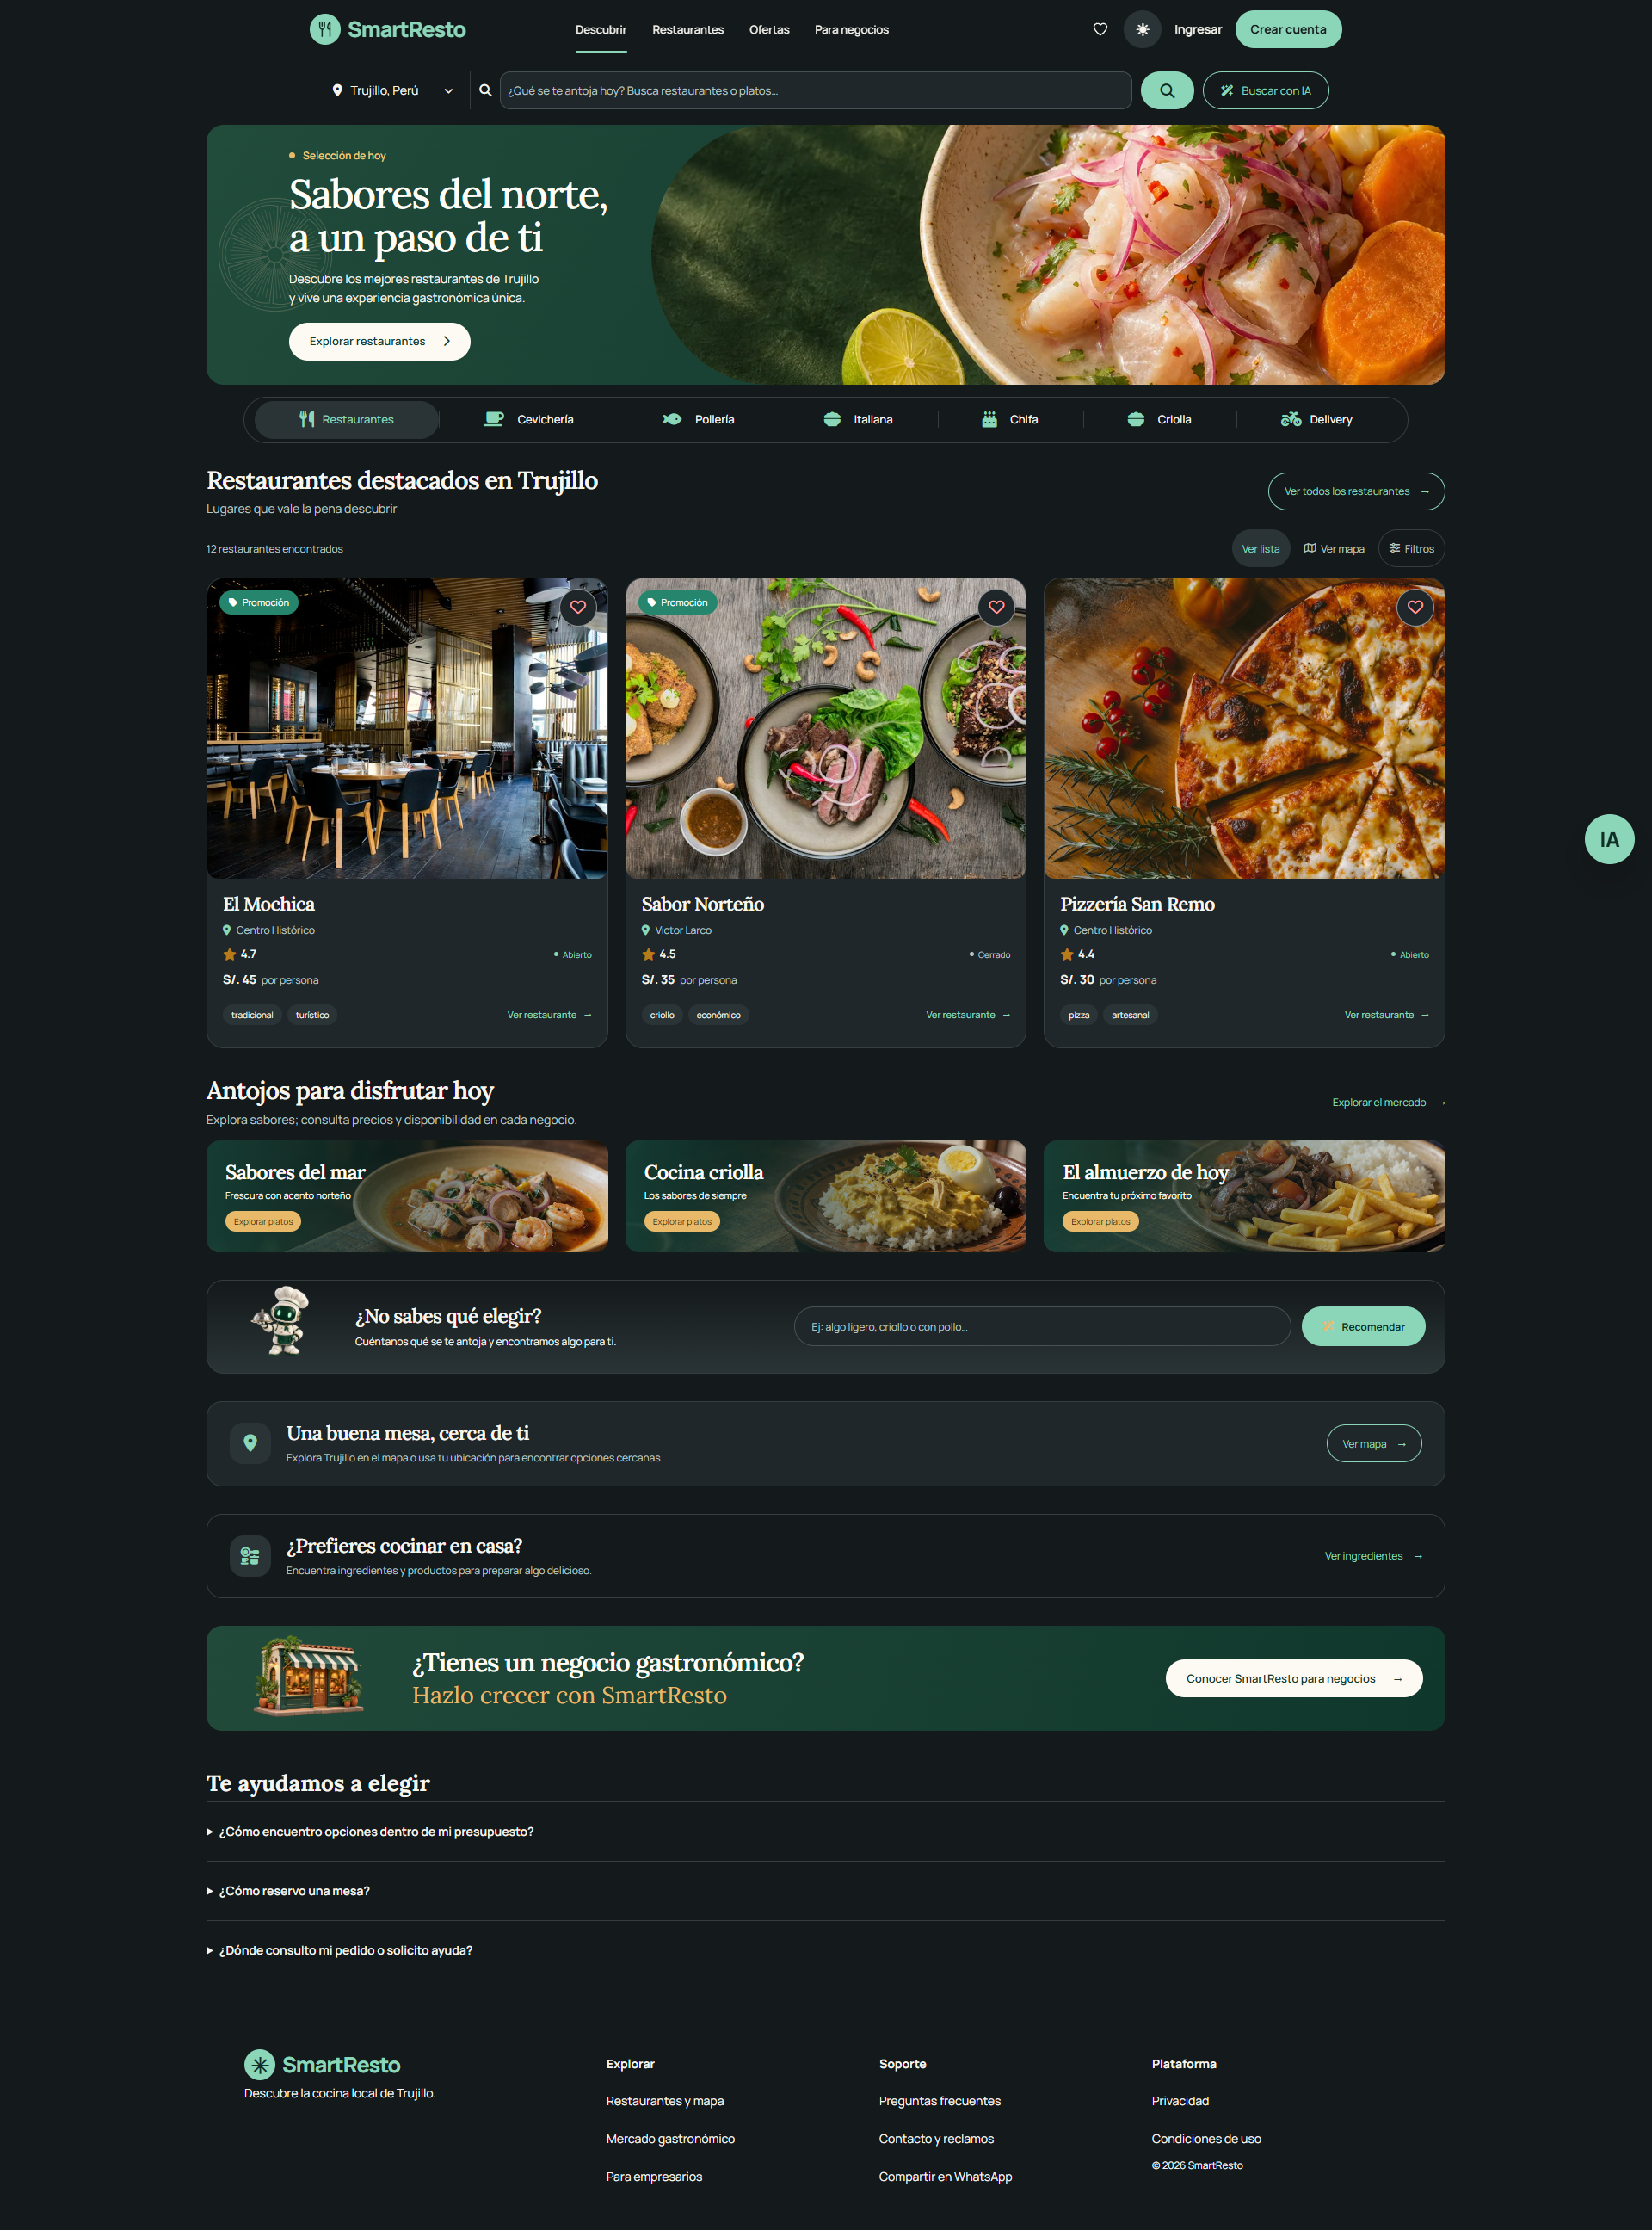 SmartResto
Descubrir
Restaurantes
Ofertas
Para negocios
Ingresar
Crear cuenta
Trujillo, Perú
¿Qué se te antoja hoy? Busca restaurantes o platos...
Buscar con IA
Selección de hoy
Sabores del norte,
a un paso de ti
Descubre los mejores restaurantes de Trujillo
y vive una experiencia gastronómica única.
Explorar restaurantes
Restaurantes
Cevichería
Pollería
Italiana
Chifa
Criolla
Delivery
Restaurantes destacados en Trujillo
Lugares que vale la pena descubrir
Ver todos los restaurantes →
12 restaurantes encontrados
Ver lista
Ver mapa
Filtros
Promoción
El Mochica
Centro Histórico
4.7
Abierto
S/. 45 por persona
tradicional
turístico
Ver restaurante →
Promoción
Sabor Norteño
Victor Larco
4.5
Cerrado
S/. 35 por persona
criollo
económico
Ver restaurante →
Pizzería San Remo
Centro Histórico
4.4
Abierto
S/. 30 por persona
pizza
artesanal
Ver restaurante →
IA
Antojos para disfrutar hoy
Explora sabores; consulta precios y disponibilidad en cada negocio.
Explorar el mercado →
Sabores del mar
Frescura con acento norteño
Explorar platos
Cocina criolla
Los sabores de siempre
Explorar platos
El almuerzo de hoy
Encuentra tu próximo favorito
Explorar platos
¿No sabes qué elegir?
Cuéntanos qué se te antoja y encontramos algo para ti.
Ej: algo ligero, criollo o con pollo...
Recomendar
Una buena mesa, cerca de ti
Explora Trujillo en el mapa o usa tu ubicación para encontrar opciones cercanas.
Ver mapa →
¿Prefieres cocinar en casa?
Encuentra ingredientes y productos para preparar algo delicioso.
Ver ingredientes →
¿Tienes un negocio gastronómico?
Hazlo crecer con SmartResto
Conocer SmartResto para negocios →
Te ayudamos a elegir
¿Cómo encuentro opciones dentro de mi presupuesto?
¿Cómo reservo una mesa?
¿Dónde consulto mi pedido o solicito ayuda?
SmartResto
Descubre la cocina local de Trujillo.
Explorar
Restaurantes y mapa
Mercado gastronómico
Para empresarios
Soporte
Preguntas frecuentes
Contacto y reclamos
Compartir en WhatsApp
Plataforma
Privacidad
Condiciones de uso
© 2026 SmartResto